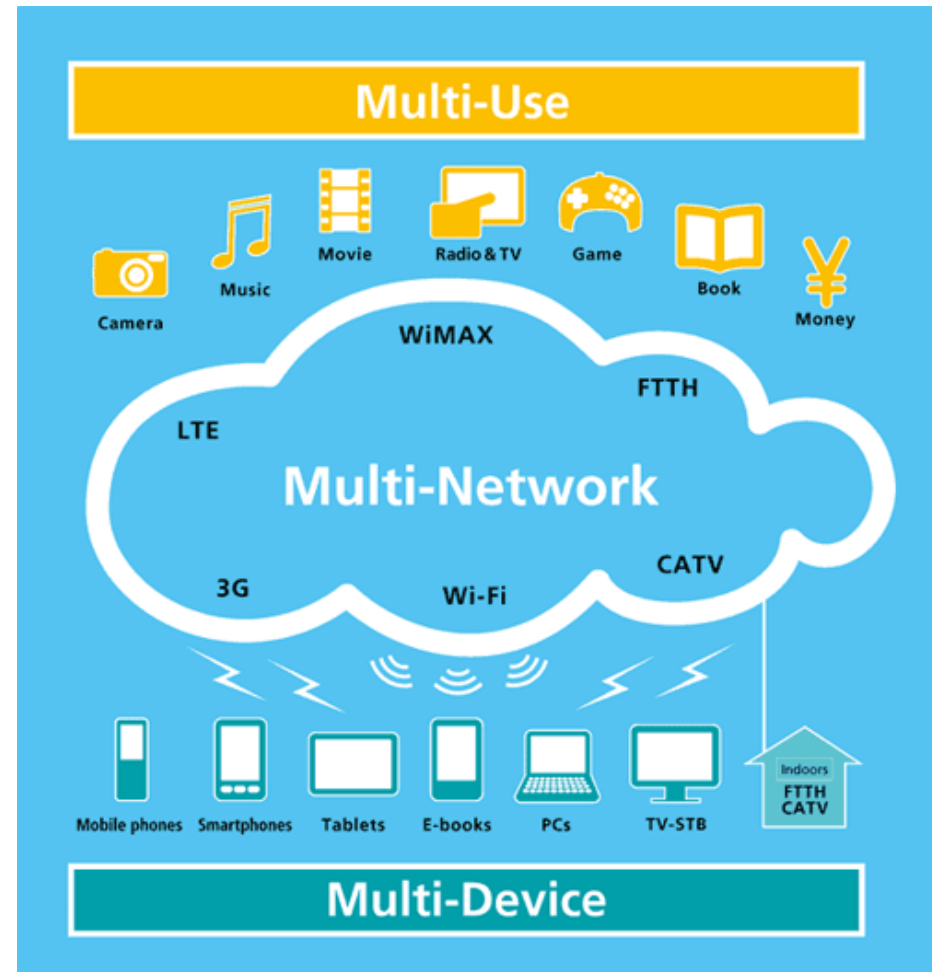 Multi-Use
Camera
Music
Movie
Radio & TV
Game
Book
Money
WiMAX
FTTH
LTE
Multi-Network
3G
Wi-Fi
CATV
Mobile phones
Smartphones
Tablets
E-books
PCs
TV-STB
Indoors
FTTH
CATV
Multi-Device